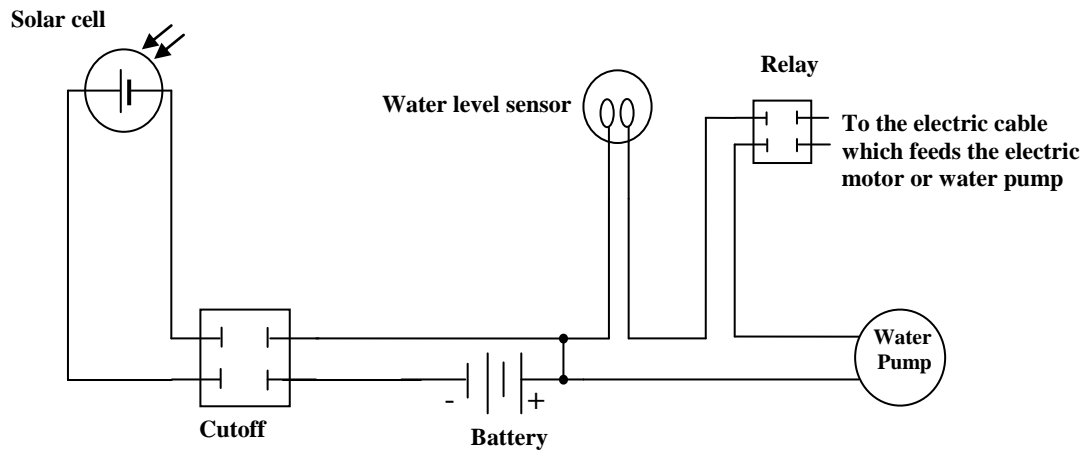 Solar cell
Water level sensor
Relay
To the electric cable
which feeds the electric
motor or water pump
Water
Pump
- +
Cutoff
Battery